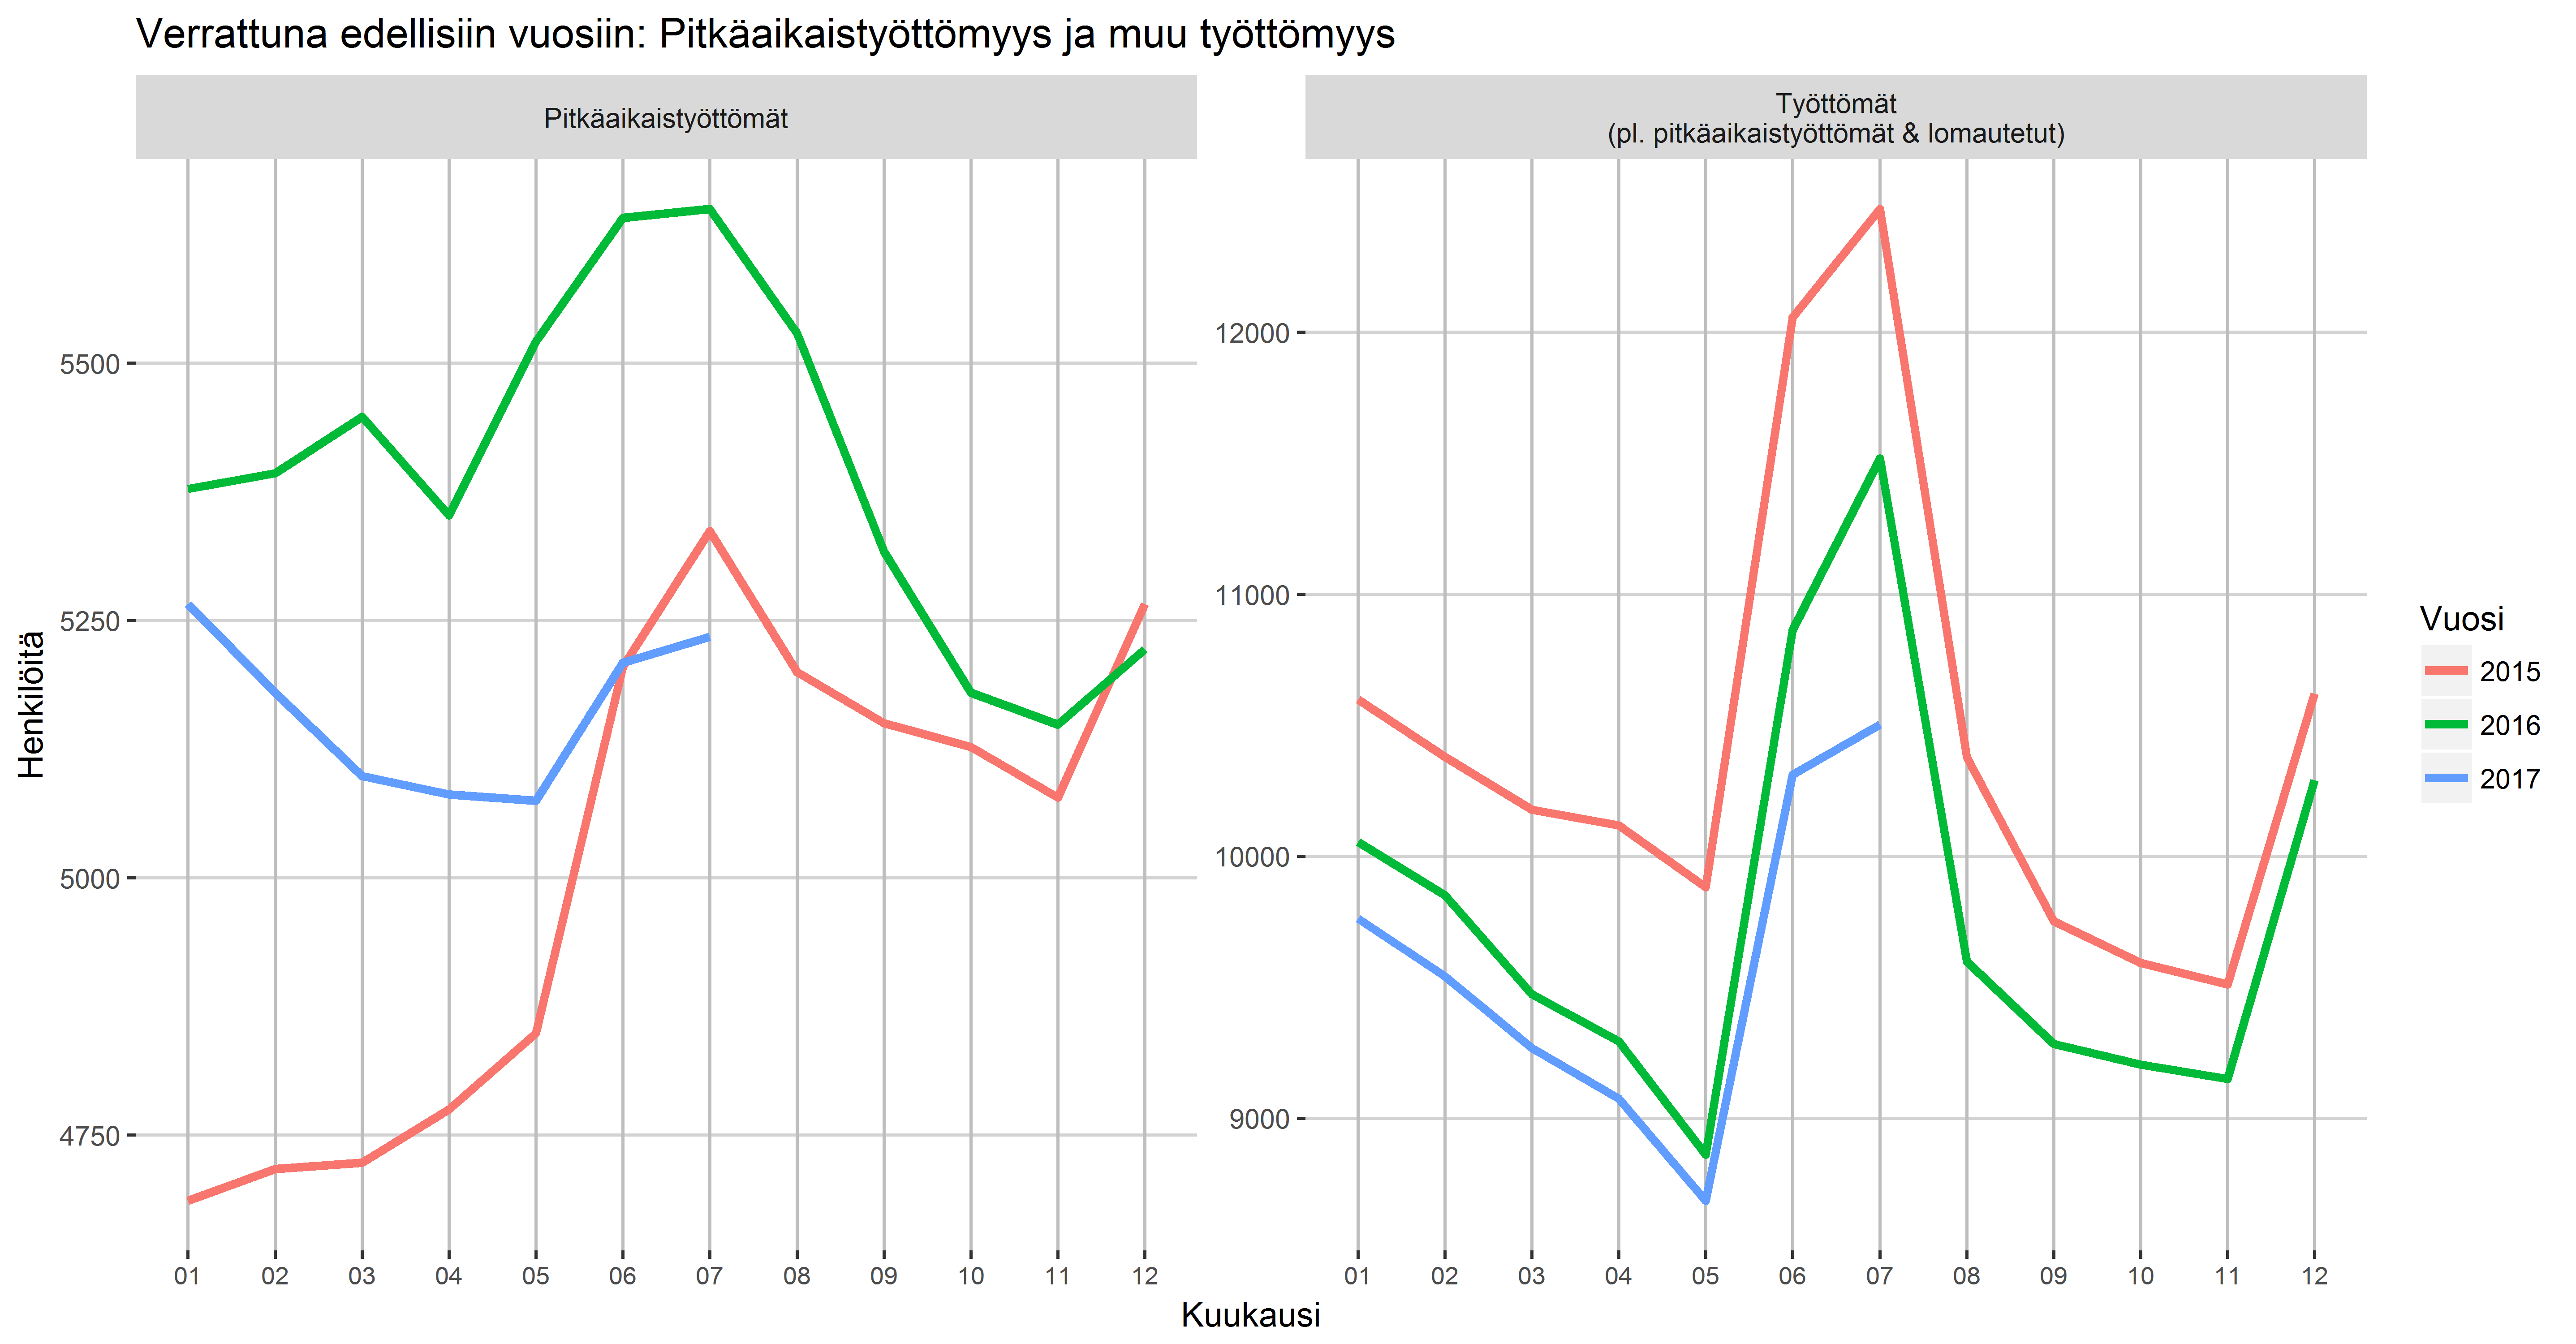 Verrattuna edellisiin vuosiin: Pitkäaikaistyöttömyys ja muu työttömyys
Pitkäaikaistyöttömät
Työttömät
(pl. pitkäaikaistyöttömät & lomautetut)
Henkilöitä
5500
5250
5000
4750
12000
11000
10000
9000
01 02 03 04 05 06 07 08 09 10 11 12
01 02 03 04 05 06 07 08 09 10 11 12
Kuukausi
Vuosi
2015
2016
2017